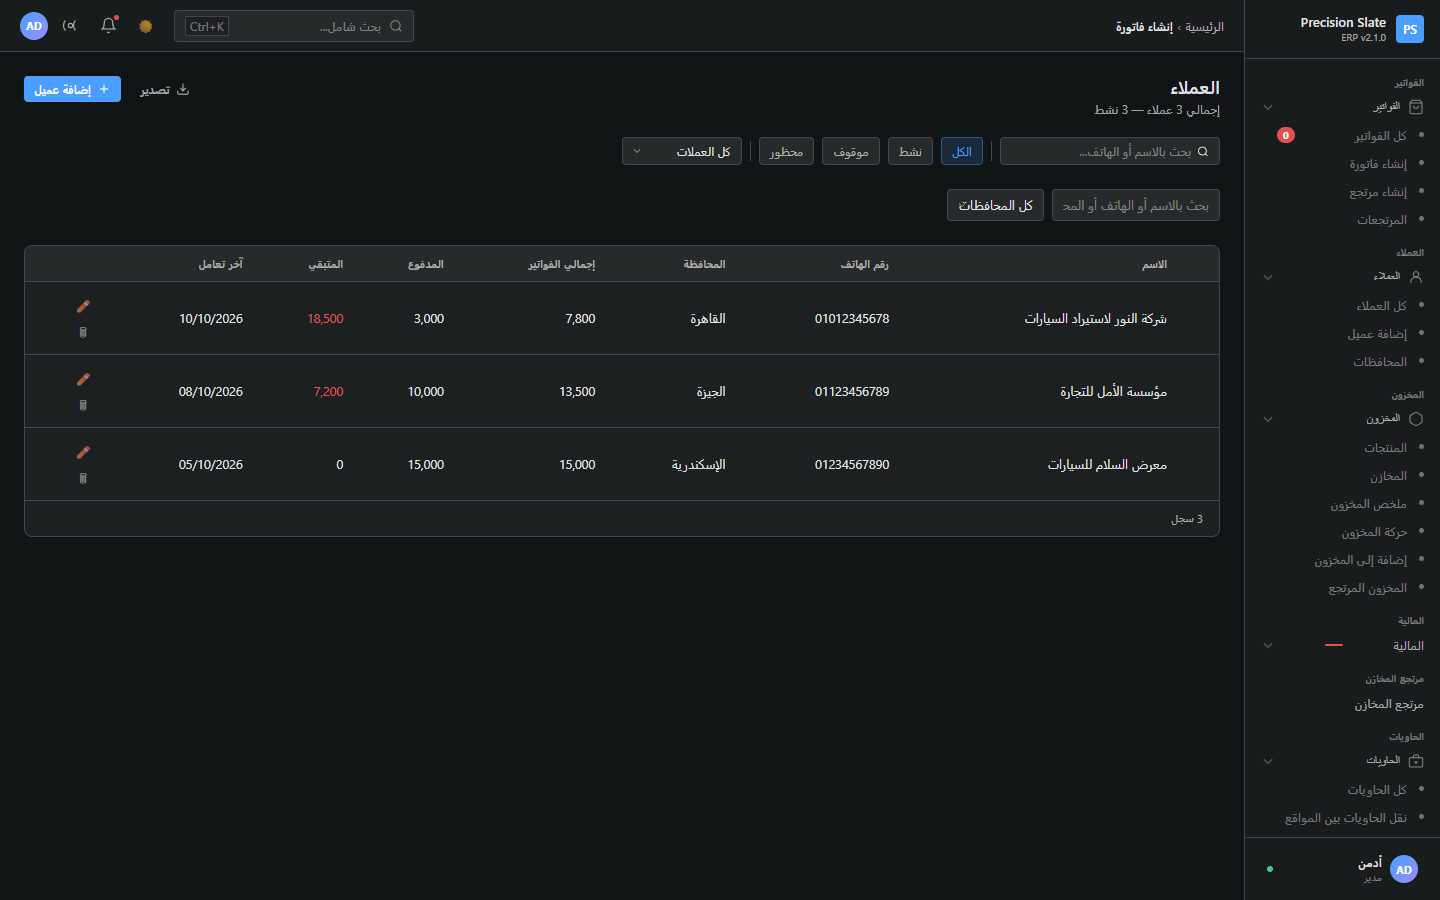 Precision Slate
ERP v2.1.0
PS
الفواتير
الفواتير
كل الفواتير
0
إنشاء فاتورة
إنشاء مرتجع
المرتجعات
العملاء
العملاء
كل العملاء
إضافة عميل
المحافظات
المخزون
المخزون
المنتجات
المخازن
ملخص المخزون
حركة المخزون
إضافة إلى المخزون
المخزون المرتجع
المالية
المالية
مرتجع المخازن
مرتجع المخازن
الحاويات
الحاويات
كل الحاويات
نقل الحاويات بين المواقع
أدمن
مدير
AD
الرئيسية › إنشاء فاتورة
بحث شامل...
Ctrl+K
AD
العملاء
إجمالي 3 عملاء — 3 نشط
تصدير
إضافة عميل
بحث بالاسم أو الهاتف...
الكل
نشط
موقوف
محظور
كل العملات
بحث بالاسم أو الهاتف أو المح
كل المحافظات
الاسم رقم الهاتف المحافظة إجمالي الفواتير المدفوع المتبقي آخر تعامل
شركة النور لاستيراد السيارات 01012345678 القاهرة 7,800 3,000 18,500 10/10/2026
مؤسسة الأمل للتجارة 01123456789 الجيزة 13,500 10,000 7,200 08/10/2026
معرض السلام للسيارات 01234567890 الإسكندرية 15,000 15,000 0 05/10/2026
3 سجل